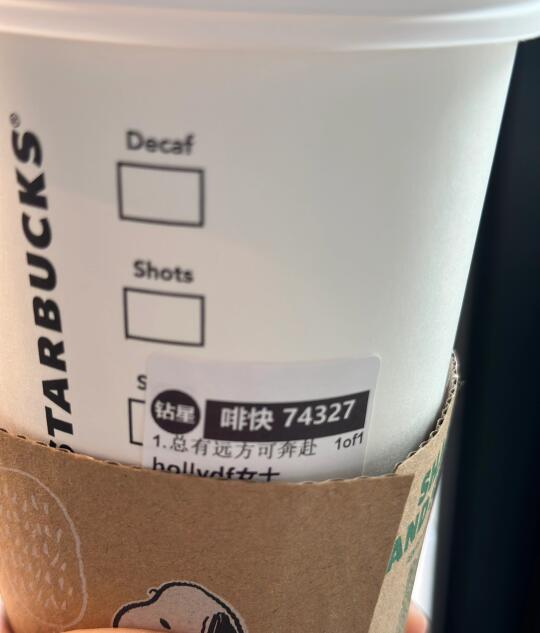 STARBUCKS®
Decaf
Shots
S
钻星 啡快 74327
1.总有远方可奔赴 1of1
hollydf女士
AND